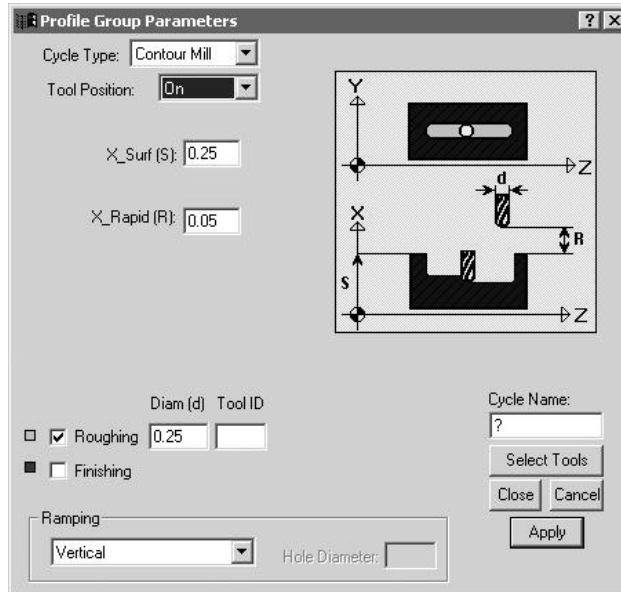 Profile Group Parameters
Cycle Type: Contour Mill
Tool Position: On
X_Surf (S): 0.25
X_Rapid (R): 0.05
Y
Z
d
X
R
S
Z
Diam (d) Tool ID
Roughing 0.25
Finishing
Cycle Name:
?
Select Tools
Close Cancel
Apply
Ramping
Vertical Hole Diameter: